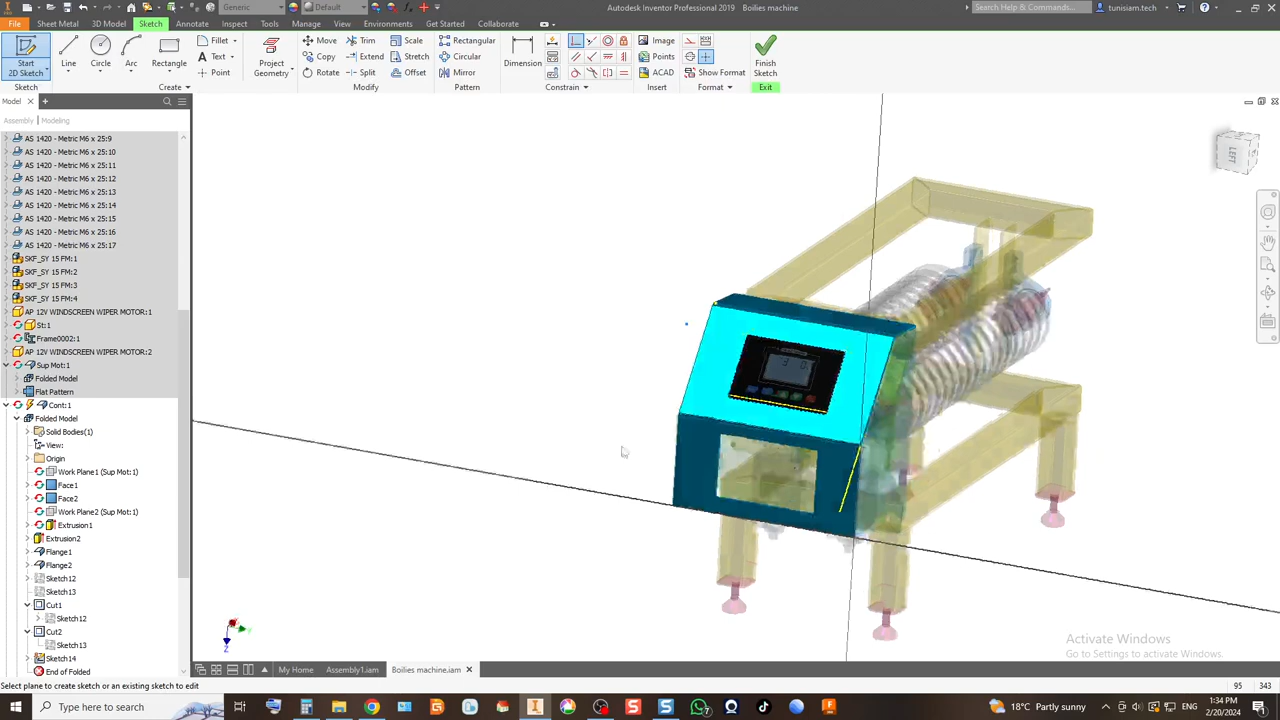 Generic
Default
Autodesk Inventor Professional 2019 Boilies machine
Search Help & Commands...
tunisiam.tech
File
Sheet Metal
3D Model
Sketch
Annotate
Inspect
Tools
Manage
View
Environments
Get Started
Collaborate
Start
2D Sketch
Line
Circle
Arc
Rectangle
Fillet
Text
Point
Project
Geometry
Move
Copy
Rotate
Trim
Extend
Split
Scale
Stretch
Offset
Rectangular
Circular
Mirror
Dimension
Image
Points
ACAD
Show Format
Finish
Sketch
Sketch
Create
Modify
Pattern
Constrain
Insert
Format
Exit
Model
Assembly
Modeling
AS 1420 - Metric M6 x 25:9
AS 1420 - Metric M6 x 25:10
AS 1420 - Metric M6 x 25:11
AS 1420 - Metric M6 x 25:12
AS 1420 - Metric M6 x 25:13
AS 1420 - Metric M6 x 25:14
AS 1420 - Metric M6 x 25:15
AS 1420 - Metric M6 x 25:16
AS 1420 - Metric M6 x 25:17
SKF_SY 15 FM:1
SKF_SY 15 FM:2
SKF_SY 15 FM:3
SKF_SY 15 FM:4
AP 12V WINDSCREEN WIPER MOTOR:1
St:1
Frame0002:1
AP 12V WINDSCREEN WIPER MOTOR:2
Sup Mot:1
Folded Model
Flat Pattern
Cont:1
Folded Model
Solid Bodies(1)
View:
Origin
Work Plane1 (Sup Mot:1)
Face1
Face2
Work Plane2 (Sup Mot:1)
Extrusion1
Extrusion2
Flange1
Flange2
Sketch12
Sketch13
Cut1
Sketch12
Cut2
Sketch13
Sketch14
End of Folded
LEFT
Z
Activate Windows
Go to Settings to activate Windows.
My Home
Assembly1.iam
Boilies machine.iam
Select plane to create sketch or an existing sketch to edit
95
343
Type here to search
18°C Partly sunny
1:34 PM
2/20/2024